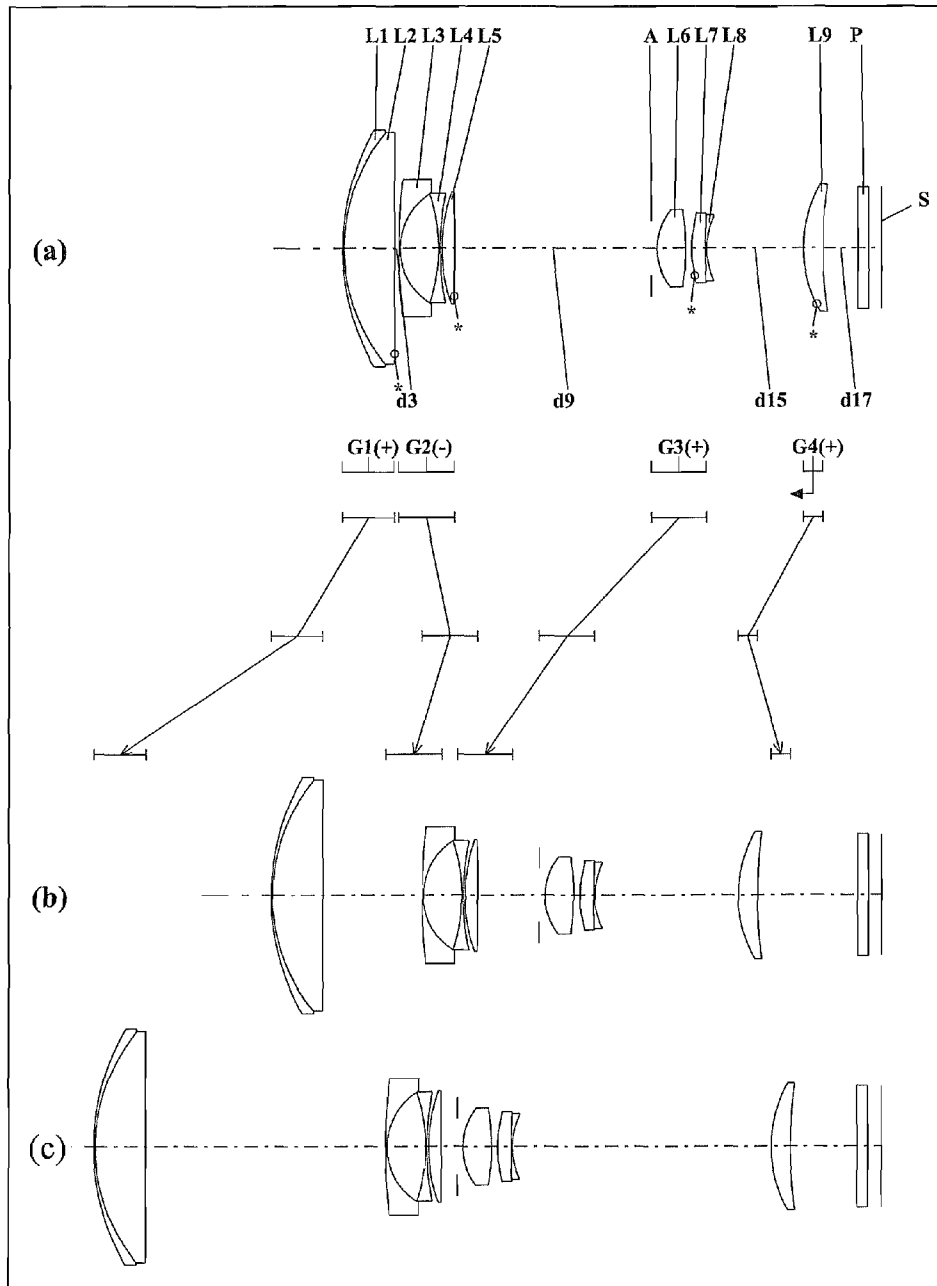 L1 L2 L3 L4 L5 A L6 L7 L8 L9 P
S
(a)
*
*
*
*
d3 d9 d15 d17
G1(+) G2(-) G3(+) G4(+)
(b)
(c)